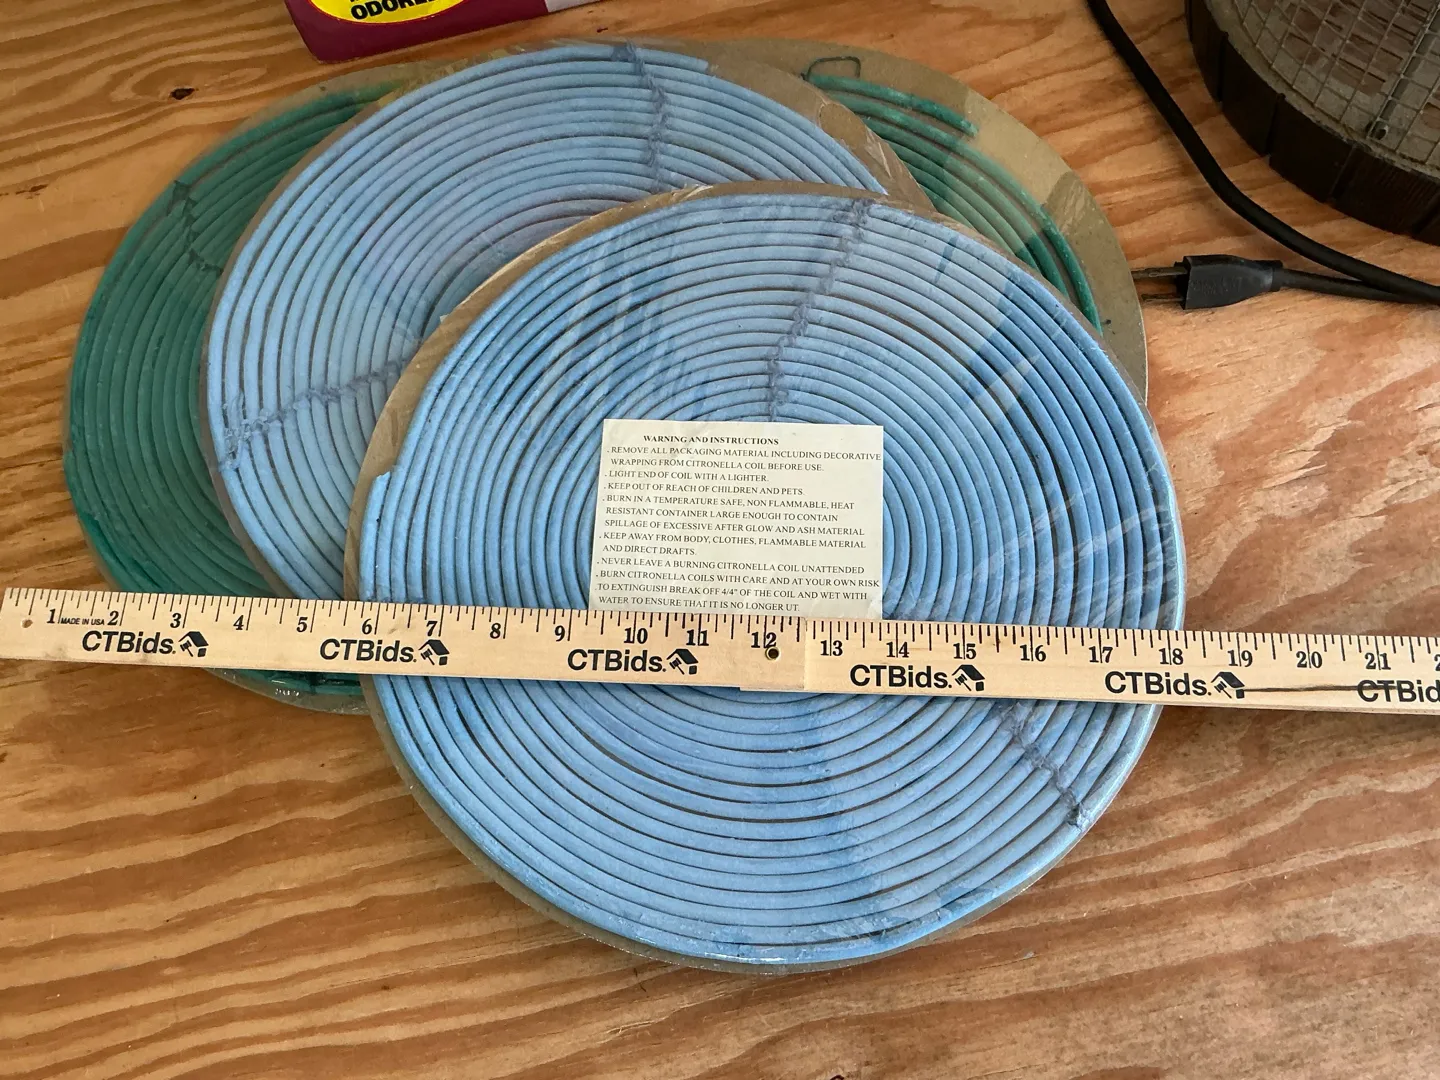 ODORLE
WARNING AND INSTRUCTIONS
. REMOVE ALL PACKAGING MATERIAL INCLUDING DECORATIVE
WRAPPING FROM CITRONELLA COIL BEFORE USE.
. LIGHT END OF COIL WITH A LIGHTER.
. KEEP OUT OF REACH OF CHILDREN AND PETS
. BURN IN A TEMPERATURE SAFE, NON FLAMMABLE, HEAT
RESISTANT CONTAINER LARGE ENOUGH TO CONTAIN
SPILLAGE OF EXCESSIVE AFTER GLOW AND ASH MATERIAL
. KEEP AWAY FROM BODY, CLOTHES, FLAMMABLE MATERIAL
AND DIRECT DRAFTS.
. NEVER LEAVE A BURNING CITRONELLA COIL UNATTENDED
. BURN CITRONELLA COILS WITH CARE AND AT YOUR OWN RISK
TO EXTINGUISH BREAK OFF 4/4" OF THE COIL AND WET WITH
WATER TO ENSURE THAT IT IS NO LONGER UT.
1 MADE IN USA 2 3 4 5 6 7 8 9 10 11 12 13 14 15 16 17 18 19 20 21 2
CTBids. CTBids. CTBids. CTBids. CTBids. CTBid